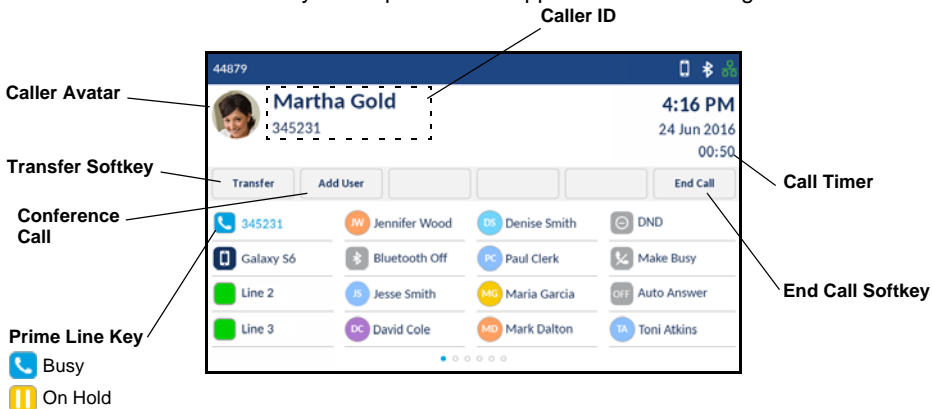 Caller ID
44879
Caller Avatar
Martha Gold
4:16 PM
345231
24 Jun 2016
00:50
Transfer Softkey
Transfer
Add User
End Call
Call Timer
Conference
Call
345231
JW Jennifer Wood
DS Denise Smith
DND
Galaxy S6
Bluetooth Off
PC Paul Clerk
Make Busy
Line 2
JS Jesse Smith
MG Maria Garcia
OFF Auto Answer
End Call Softkey
Line 3
DC David Cole
MD Mark Dalton
TA Toni Atkins
Prime Line Key
Busy
On Hold